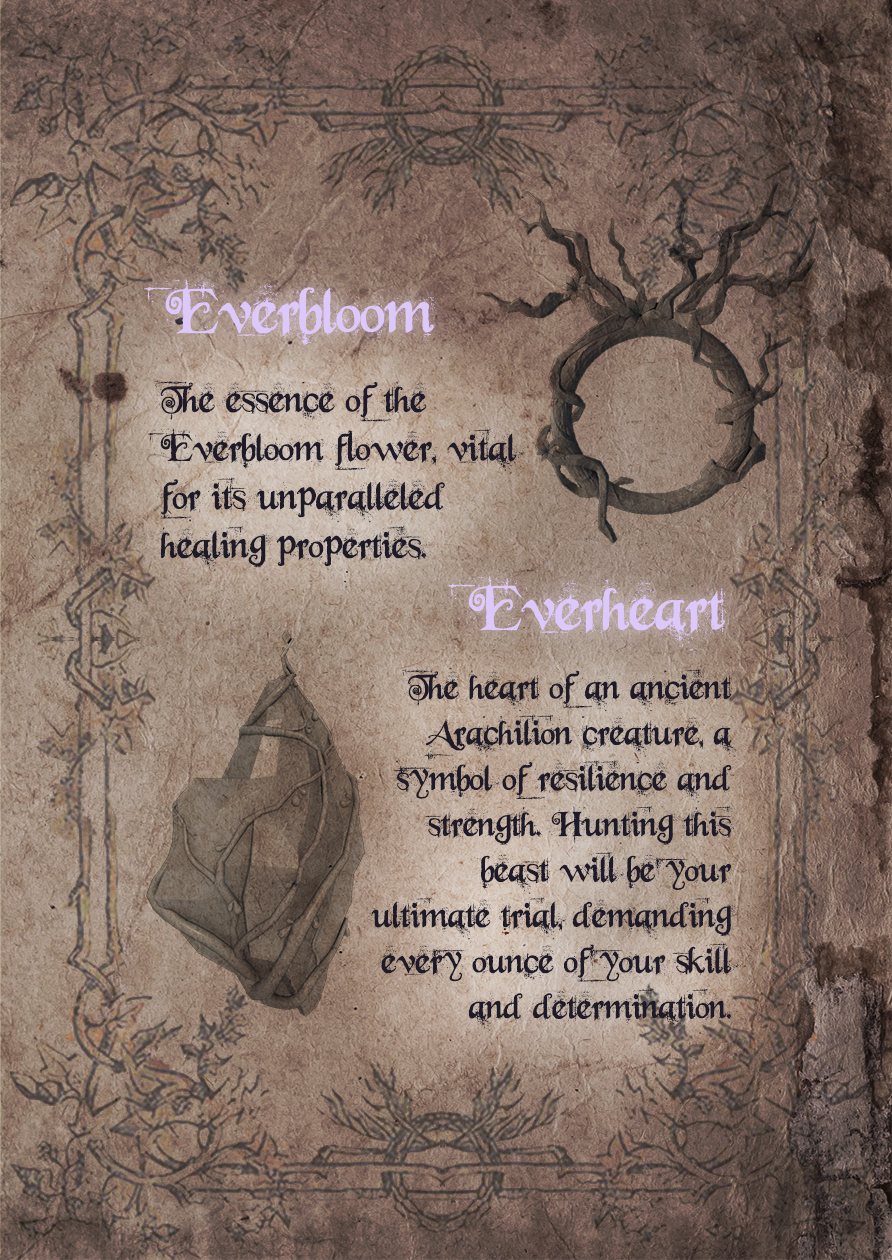 Everbloom
The essence of the
Everbloom flower, vital
for its unparalleled
healing properties.
Everheart
The heart of an ancient
Arachilion creature, a
symbol of resilience and
strength. Hunting this
beast will be your
ultimate trial, demanding
every ounce of your skill
and determination.